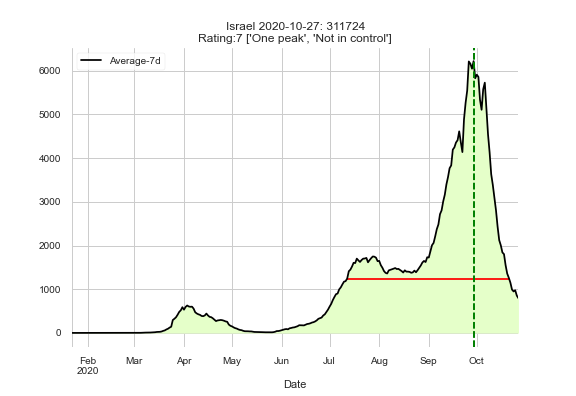 Israel 2020-10-27: 311724
Rating:7 ['One peak', 'Not in control']
Average-7d
6000
5000
4000
3000
2000
1000
0
Feb Mar Apr May Jun Jul Aug Sep Oct
2020
Date